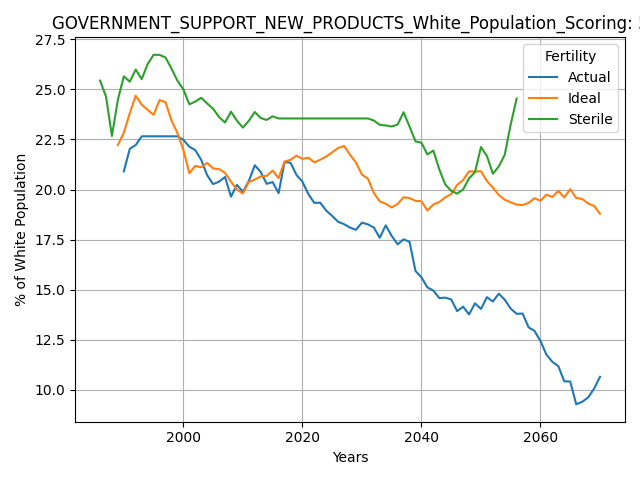 GOVERNMENT_SUPPORT_NEW_PRODUCTS_White_Population_Scoring:
27.5
25.0
22.5
20.0
17.5
15.0
12.5
10.0
% of White Population
Fertility
Actual
Ideal
Sterile
2000 2020 2040 2060
Years